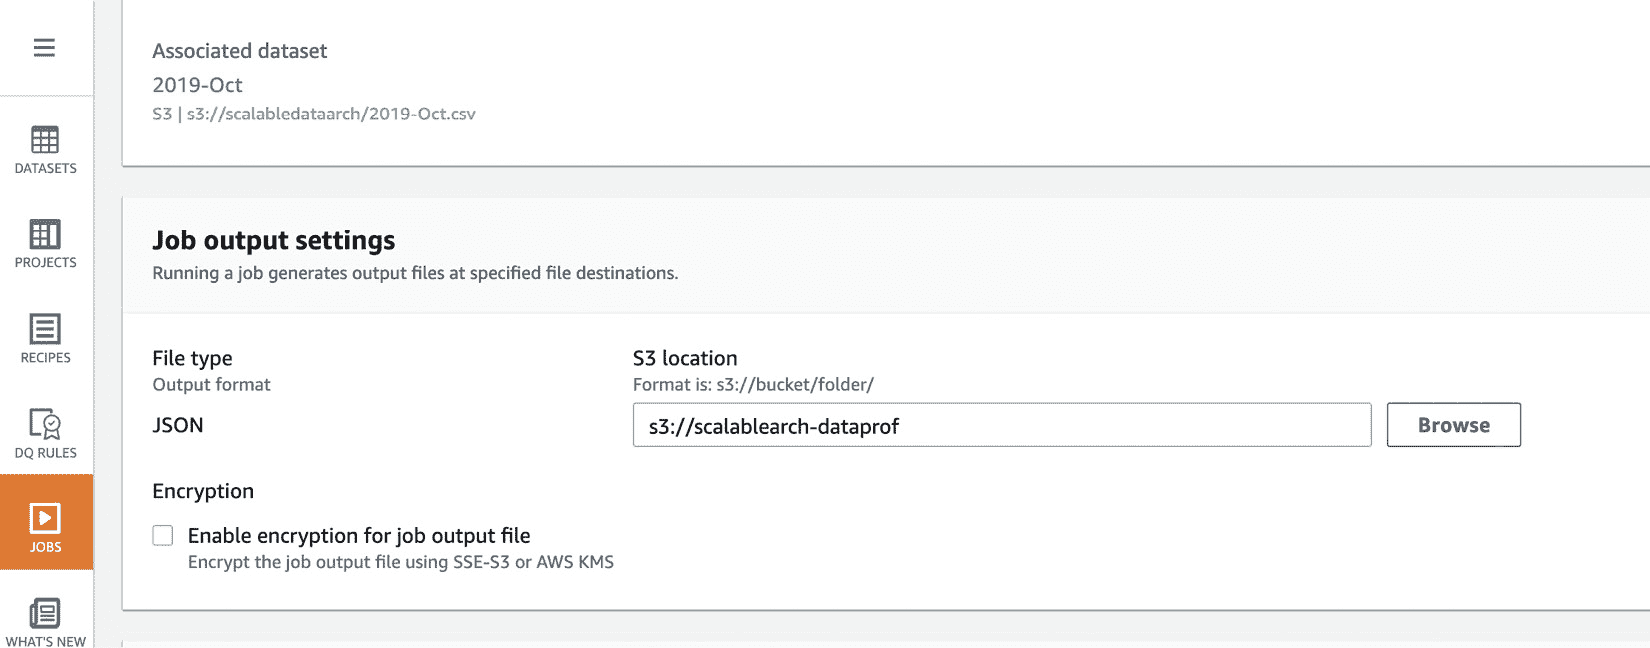 DATASETS
PROJECTS
RECIPES
DQ RULES
JOBS
WHAT'S NEW
Associated dataset
2019-Oct
S3 | s3://scalabledataarch/2019-Oct.csv
Job output settings
Running a job generates output files at specified file destinations.
File type
Output format
JSON
S3 location
Format is: s3://bucket/folder/
s3://scalablearch-dataprof
Browse
Encryption
Enable encryption for job output file
Encrypt the job output file using SSE-S3 or AWS KMS